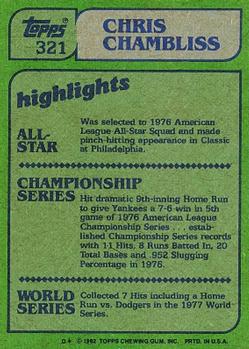 Topps
321
CHRIS
CHAMBLISS
highlights
ALL-
STAR
Was selected to 1976 American
League All-Star Squad and made
pinch-hitting appearance in Classic
at Philadelphia.
CHAMPIONSHIP
SERIES
Hit dramatic 9th-inning Home Run
to give Yankees a 7-6 win in 5th
game of 1976 American League
Championship Series . . . estab-
lished Championship Series records
with 11 Hits, 8 Runs Batted In, 20
Total Bases and .952 Slugging
Percentage in 1976.
WORLD
SERIES
Collected 7 Hits including a Home
Run vs. Dodgers in the 1977 World
Series.
© 1982 TOPPS CHEWING GUM, INC. PRTD. IN U.S.A.